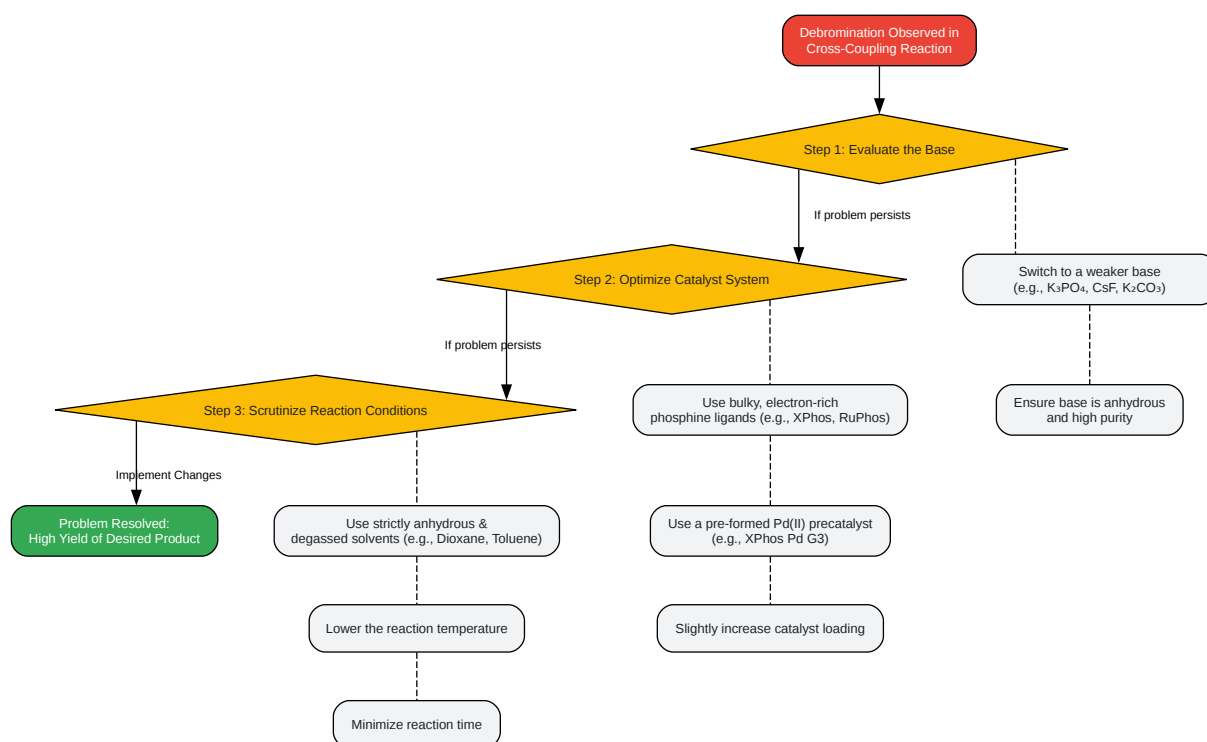 Debromination Observed in
Cross-Coupling Reaction
Step 1: Evaluate the Base
If problem persists
Step 2: Optimize Catalyst System
Switch to a weaker base
(e.g., K₃PO₄, CsF, K₂CO₃)
If problem persists
Step 3: Scrutinize Reaction Conditions
Use bulky, electron-rich
phosphine ligands (e.g., XPhos, RuPhos)
Ensure base is anhydrous
and high purity
Implement Changes
Problem Resolved:
High Yield of Desired Product
Use strictly anhydrous &
degassed solvents (e.g., Dioxane, Toluene)
Use a pre-formed Pd(II) precatalyst
(e.g., XPhos Pd G3)
Lower the reaction temperature
Slightly increase catalyst loading
Minimize reaction time